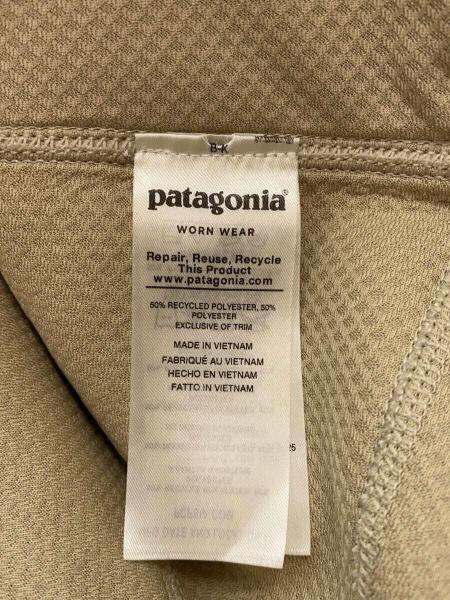 B-K
patagonia®
WORN WEAR
Repair, Reuse, Recycle
This Product
www.patagonia.com
50% RECYCLED POLYESTER, 50%
POLYESTER
EXCLUSIVE OF TRIM
MADE IN VIETNAM
FABRIQUÉ AU VIETNAM
HECHO EN VIETNAM
FATTO IN VIETNAM
25